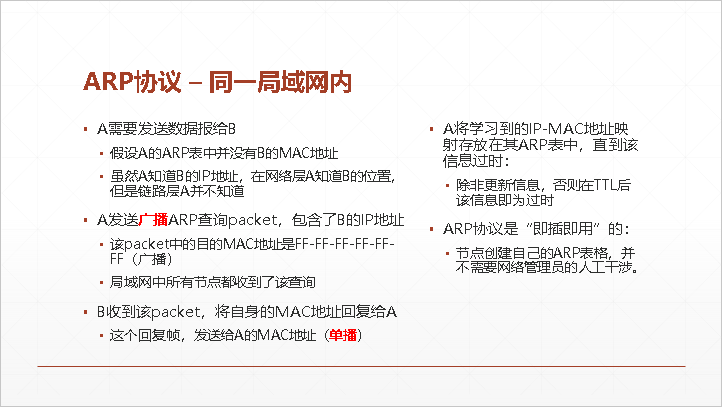 ARP协议 – 同一局域网内
▪ A需要发送数据报给B
▪ 假设A的ARP表中并没有B的MAC地址
▪ 虽然A知道B的IP地址，在网络层A知道B的位置，
但是链路层A并不知道
▪ A发送广播ARP查询packet，包含了B的IP地址
▪ 该packet中的目的MAC地址是FF-FF-FF-FF-FF-
FF（广播）
▪ 局域网中所有节点都收到了该查询
▪ B收到该packet，将自身的MAC地址回复给A
▪ 这个回复帧，发送给A的MAC地址（单播）
▪ A将学习到的IP-MAC地址映
射存放在其ARP表中，直到该
信息过时：
▪ 除非更新信息，否则在TTL后
该信息即为过时
▪ ARP协议是“即插即用”的：
▪ 节点创建自己的ARP表格，并
不需要网络管理员的人工干涉。